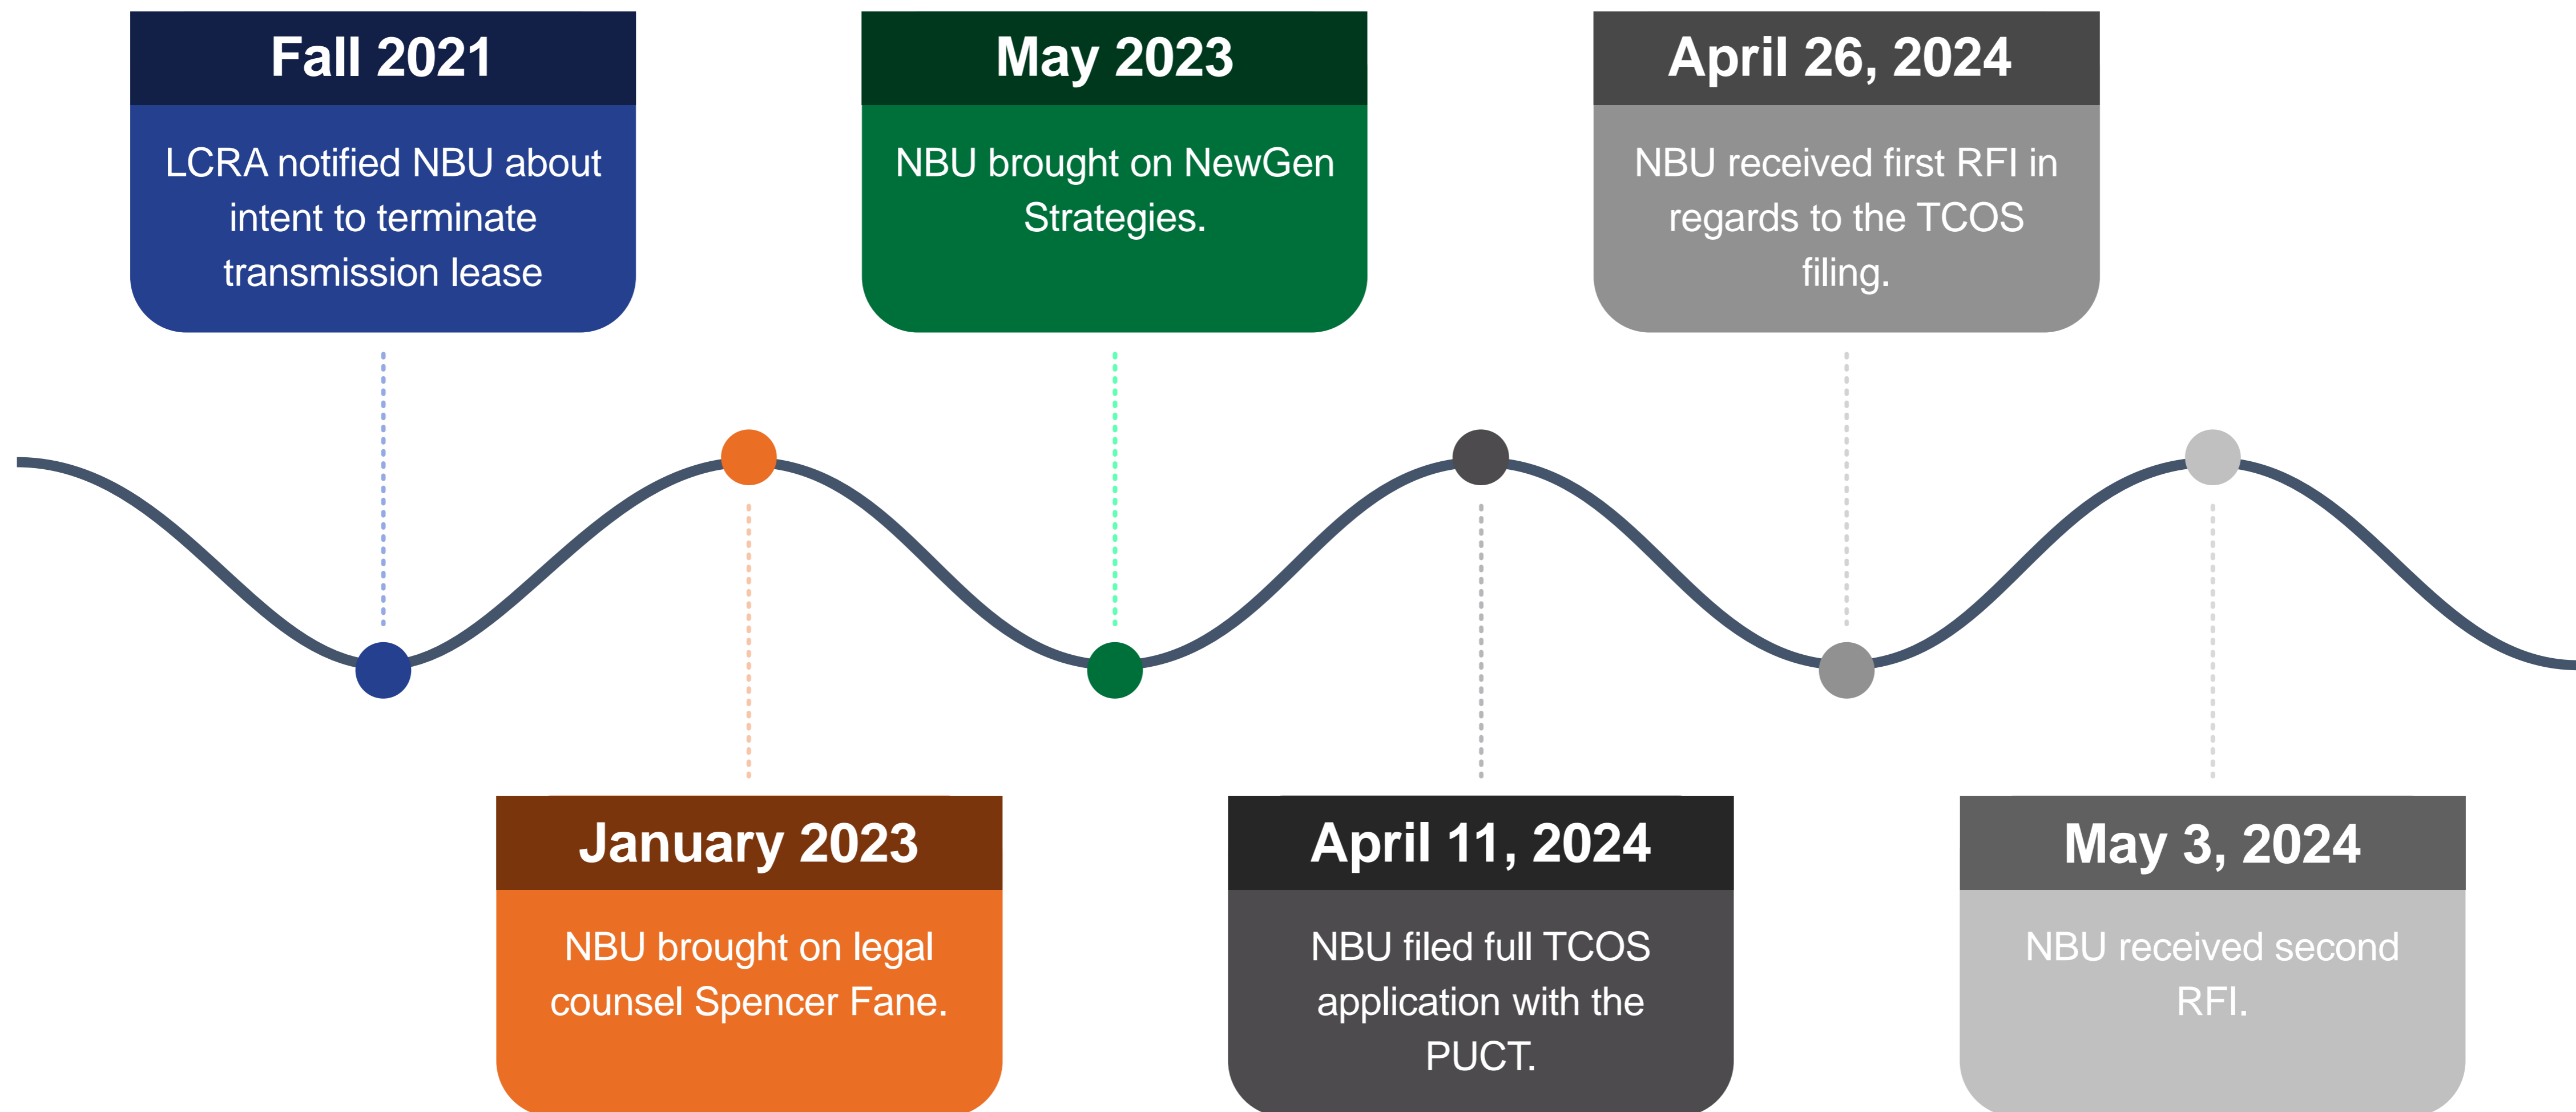 Fall 2021
LCRA notified NBU about
intent to terminate
transmission lease
January 2023
NBU brought on legal
counsel Spencer Fane.
May 2023
NBU brought on NewGen
Strategies.
April 11, 2024
NBU filed full TCOS
application with the
PUCT.
April 26, 2024
NBU received first RFI in
regards to the TCOS
filing.
May 3, 2024
NBU received second
RFI.